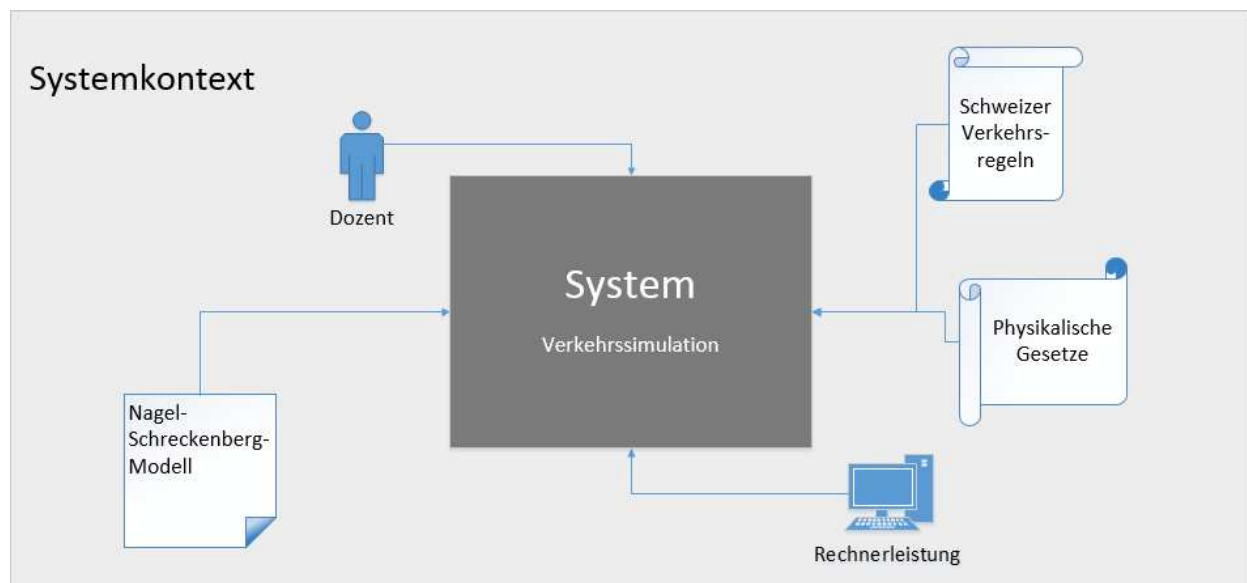 Systemkontext
Dozent
Schweizer
Verkehrs-
regeln
System
Verkehrssimulation
Physikalische
Gesetze
Nagel-
Schreckenberg-
Modell
Rechnerleistung